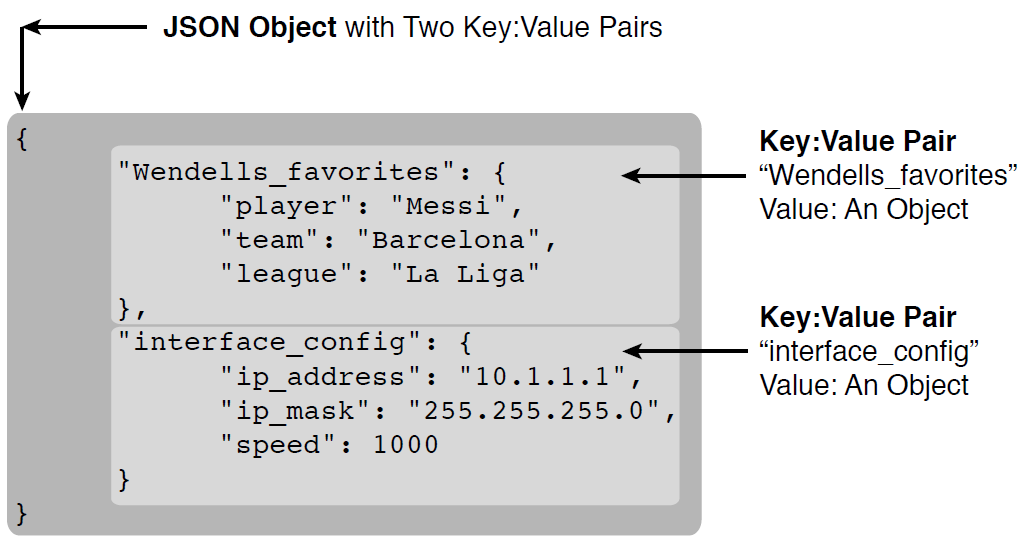 JSON Object with Two Key:Value Pairs
{
"Wendells_favorites": {
"player": "Messi",
"team": "Barcelona",
"league": "La Liga"
},
"interface_config": {
"ip_address": "10.1.1.1",
"ip_mask": "255.255.255.0",
"speed": 1000
}
}
Key:Value Pair
“Wendells_favorites”
Value: An Object
Key:Value Pair
“interface_config”
Value: An Object